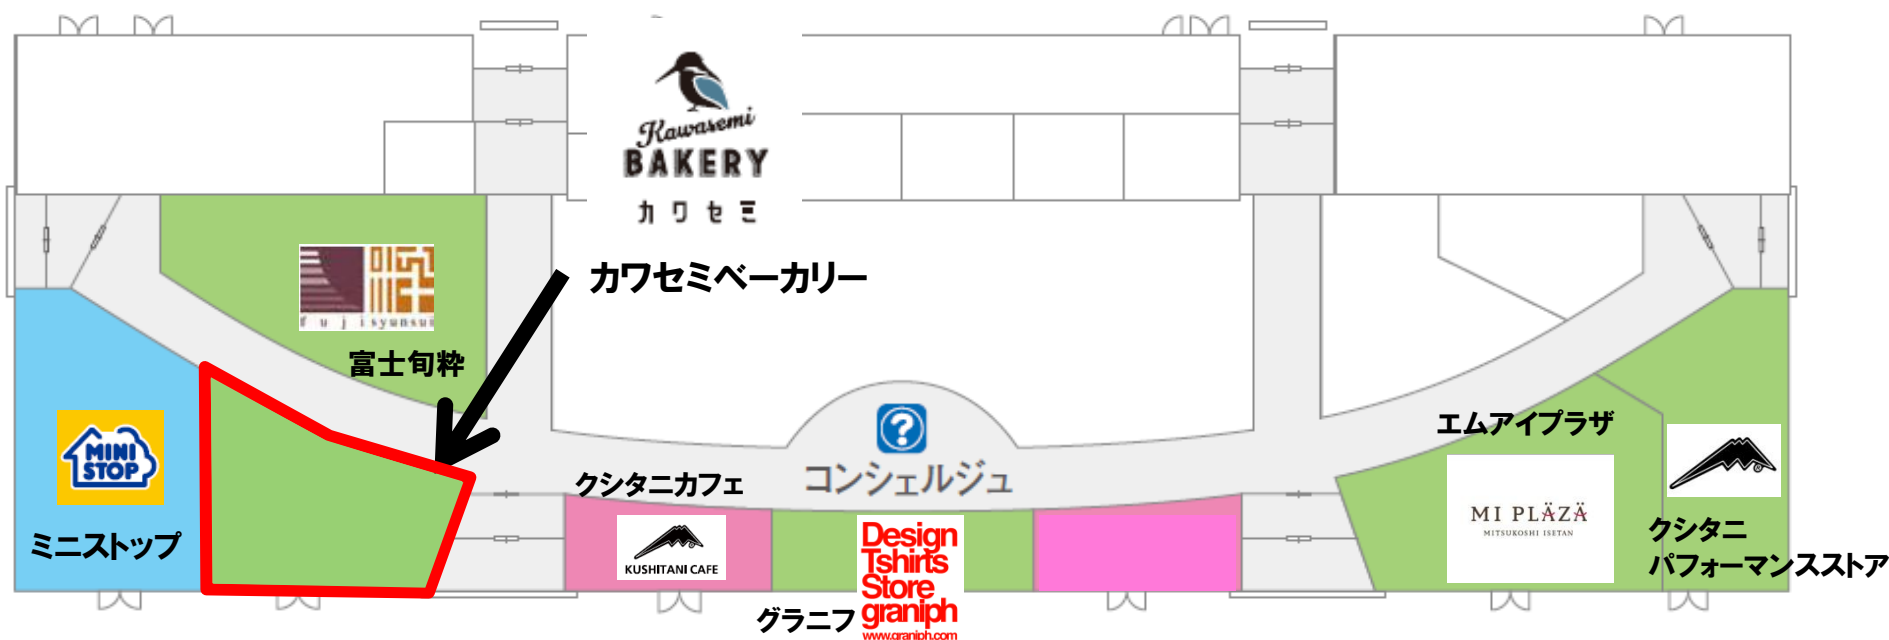 Kawasemi
BAKERY
カワセミ
カワセミベーカリー
fujisyunsui
富士旬粋
MINI
STOP
ミニストップ
クシタニカフェ
KUSHITANI CAFE
?
コンシェルジュ
グラニフ
Design
Tshirts
Store
graniph
www.graniph.com
エムアイプラザ
MI PLÄZÄ
MITSUKOSHI ISETAN
クシタニ
パフォーマンスストア